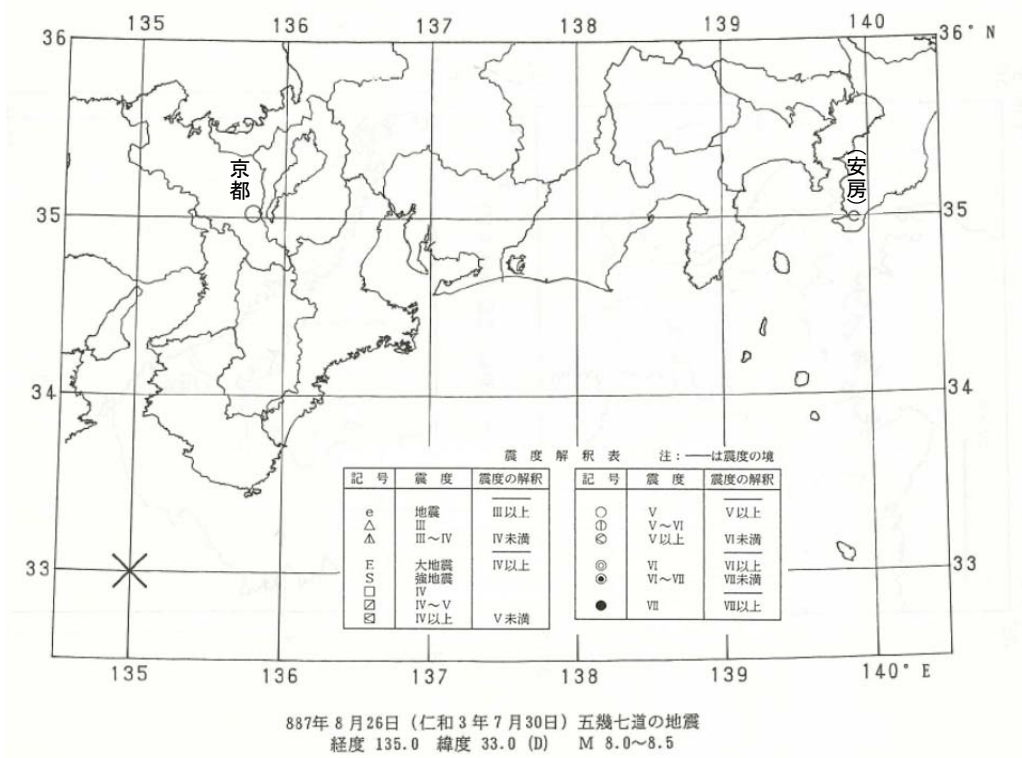 135 136 137 138 139 140
36 36° N
京都
(安房)
35 35
34 34
震度解釈表 注:──は震度の境
記号 震度 震度の解釈 記号 震度 震度の解釈
e 地震 III以上 ○ V V以上
△ III Ⓘ V～VI
III～IV IV未満 V以上 VI未満
E 大地震 IV以上 ◎ VI VI以上
S 強地震 ◉ VI～VII VII未満
□ IV
IV～V ● VII VII以上
IV以上 V未満
33 33
135 136 137 138 139 140° E
887年8月26日(仁和3年7月30日)五幾七道の地震
経度 135.0 緯度 33.0 (D) M 8.0～8.5